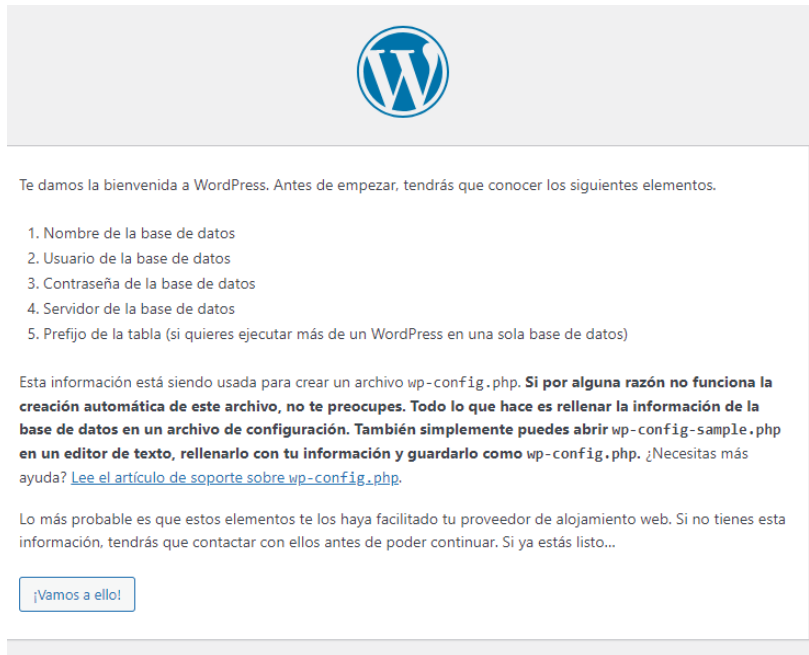 Te damos la bienvenida a WordPress. Antes de empezar, tendrás que conocer los siguientes elementos.
1. Nombre de la base de datos
2. Usuario de la base de datos
3. Contraseña de la base de datos
4. Servidor de la base de datos
5. Prefijo de la tabla (si quieres ejecutar más de un WordPress en una sola base de datos)
Esta información está siendo usada para crear un archivo wp-config.php. Si por alguna razón no funciona la
creación automática de este archivo, no te preocupes. Todo lo que hace es rellenar la información de la
base de datos en un archivo de configuración. También simplemente puedes abrir wp-config-sample.php
en un editor de texto, rellenarlo con tu información y guardarlo como wp-config.php. ¿Necesitas más
ayuda? Lee el artículo de soporte sobre wp-config.php.
Lo más probable es que estos elementos te los haya facilitado tu proveedor de alojamiento web. Si no tienes esta
información, tendrás que contactar con ellos antes de poder continuar. Si ya estás listo...
¡Vamos a ello!